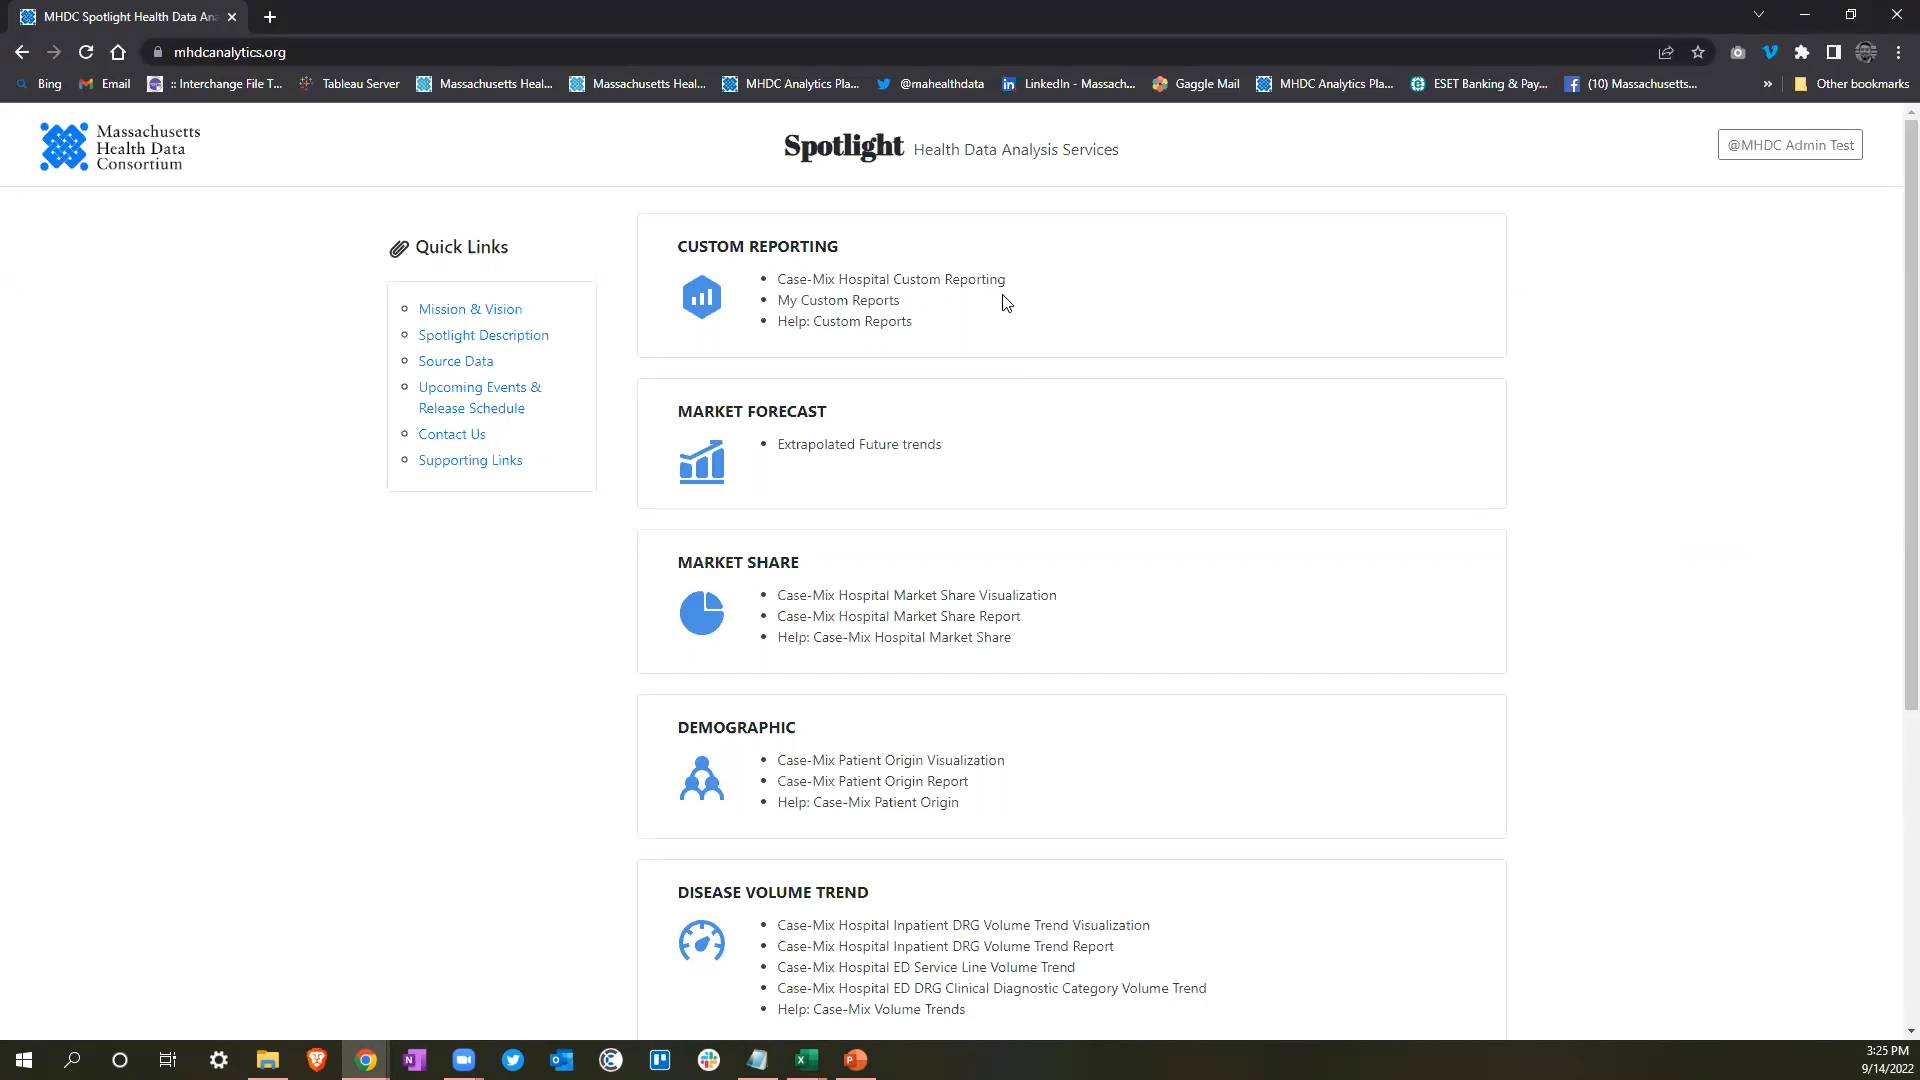 MHDC Spotlight Health Data Ana
mhdcanalytics.org
Bing
Email
:: Interchange File T...
Tableau Server
Massachusetts Heal...
Massachusetts Heal...
MHDC Analytics Pla...
@mahealthdata
LinkedIn - Massach...
Gaggle Mail
MHDC Analytics Pla...
ESET Banking & Pay...
(10) Massachusetts...
»
Other bookmarks
Massachusetts
Health Data
Consortium
Spotlight Health Data Analysis Services
@MHDC Admin Test
Quick Links
Mission & Vision
Spotlight Description
Source Data
Upcoming Events &
Release Schedule
Contact Us
Supporting Links
CUSTOM REPORTING
Case-Mix Hospital Custom Reporting
My Custom Reports
Help: Custom Reports
MARKET FORECAST
Extrapolated Future trends
MARKET SHARE
Case-Mix Hospital Market Share Visualization
Case-Mix Hospital Market Share Report
Help: Case-Mix Hospital Market Share
DEMOGRAPHIC
Case-Mix Patient Origin Visualization
Case-Mix Patient Origin Report
Help: Case-Mix Patient Origin
DISEASE VOLUME TREND
Case-Mix Hospital Inpatient DRG Volume Trend Visualization
Case-Mix Hospital Inpatient DRG Volume Trend Report
Case-Mix Hospital ED Service Line Volume Trend
Case-Mix Hospital ED DRG Clinical Diagnostic Category Volume Trend
Help: Case-Mix Volume Trends
3:25 PM
9/14/2022